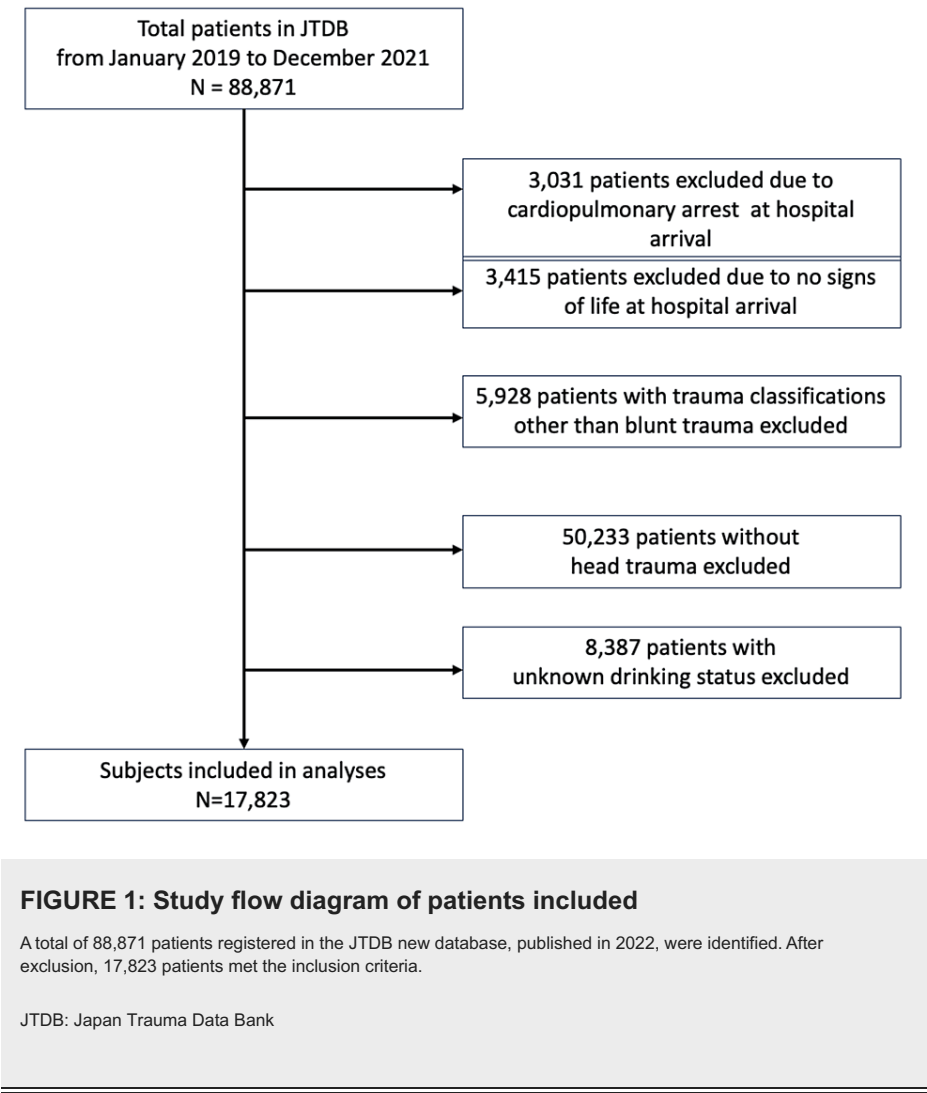 Total patients in JTDB
from January 2019 to December 2021
N = 88,871
3,031 patients excluded due to
cardiopulmonary arrest at hospital
arrival
3,415 patients excluded due to no signs
of life at hospital arrival
5,928 patients with trauma classifications
other than blunt trauma excluded
50,233 patients without
head trauma excluded
8,387 patients with
unknown drinking status excluded
Subjects included in analyses
N=17,823
FIGURE 1: Study flow diagram of patients included
A total of 88,871 patients registered in the JTDB new database, published in 2022, were identified. After
exclusion, 17,823 patients met the inclusion criteria.
JTDB: Japan Trauma Data Bank